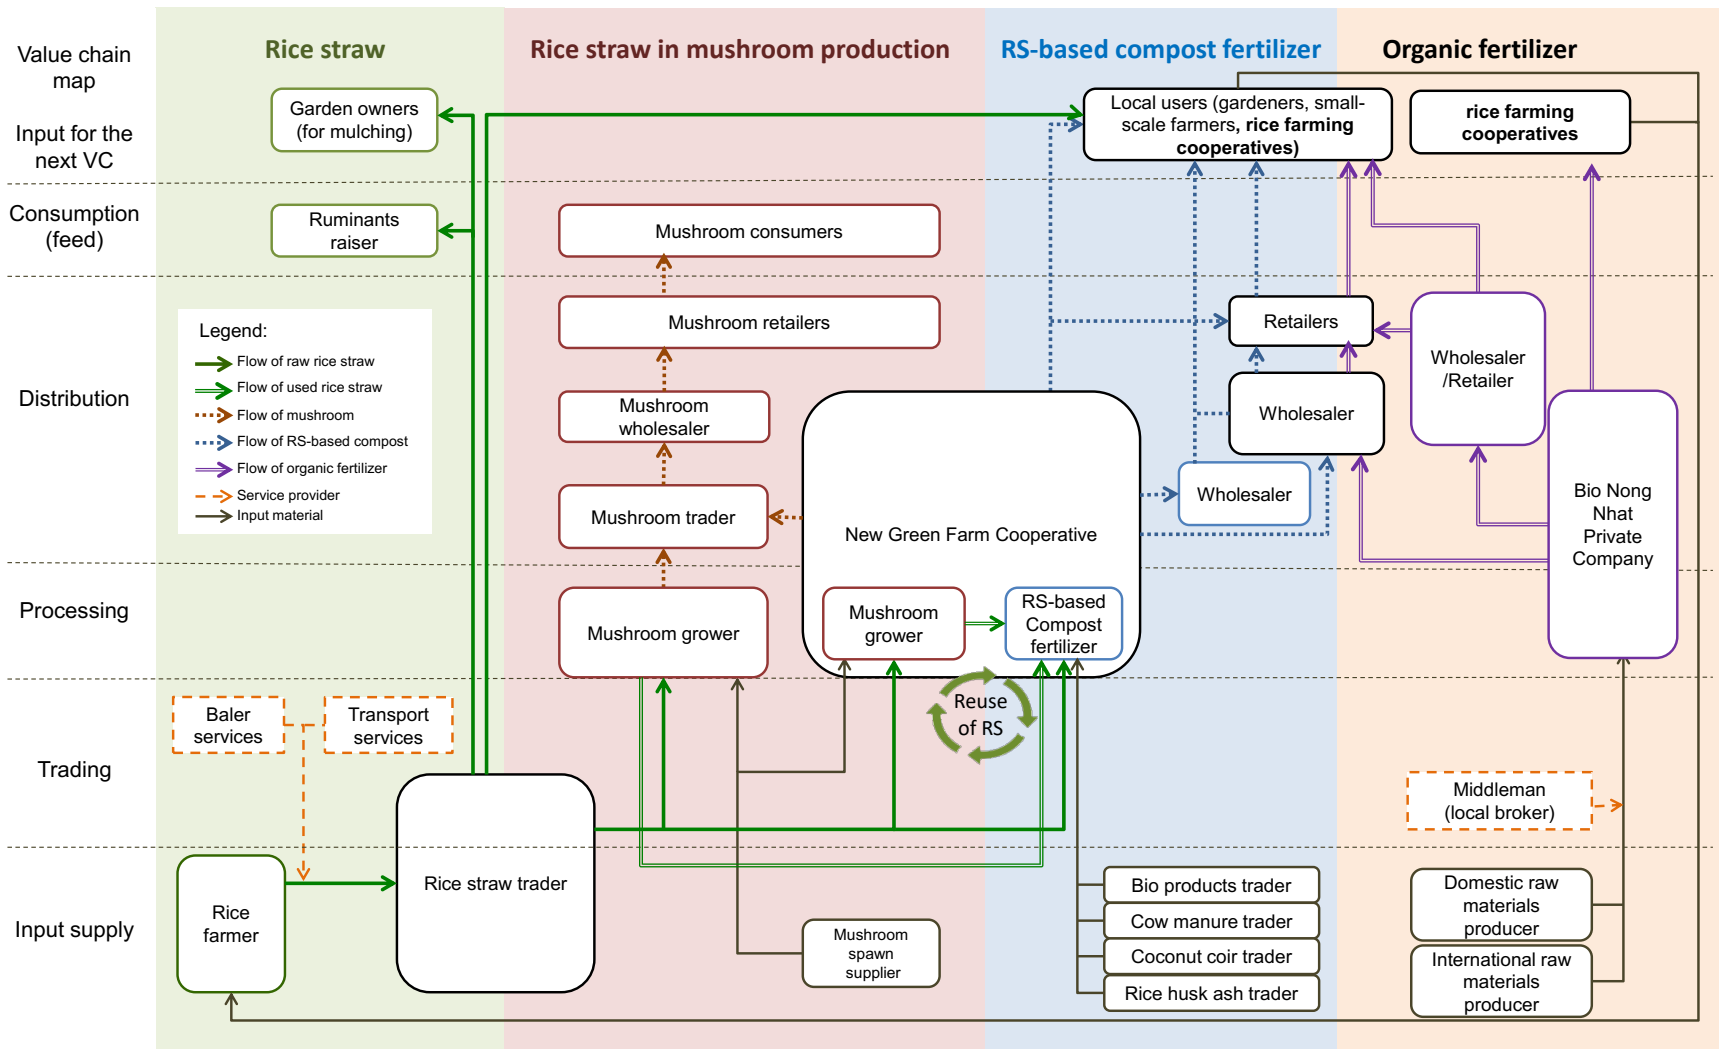 Value chain
map
Rice straw
Rice straw in mushroom production
RS-based compost fertilizer
Organic fertilizer
Input for the
next VC
Garden owners
(for mulching)
Local users (gardeners, small-
scale farmers, rice farming
cooperatives)
rice farming
cooperatives
Consumption
(feed)
Ruminants
raiser
Mushroom consumers
Distribution
Legend:
Flow of raw rice straw
Flow of used rice straw
Flow of mushroom
Flow of RS-based compost
Flow of organic fertilizer
Service provider
Input material
Mushroom retailers
Mushroom
wholesaler
Mushroom trader
New Green Farm Cooperative
Retailers
Wholesaler
Wholesaler
Wholesaler
/Retailer
Bio Nong
Nhat
Private
Company
Processing
Mushroom grower
Mushroom
grower
RS-based
Compost
fertilizer
Reuse
of RS
Trading
Baler
services
Transport
services
Middleman
(local broker)
Input supply
Rice
farmer
Rice straw trader
Mushroom
spawn
supplier
Bio products trader
Cow manure trader
Coconut coir trader
Rice husk ash trader
Domestic raw
materials
producer
International raw
materials
producer